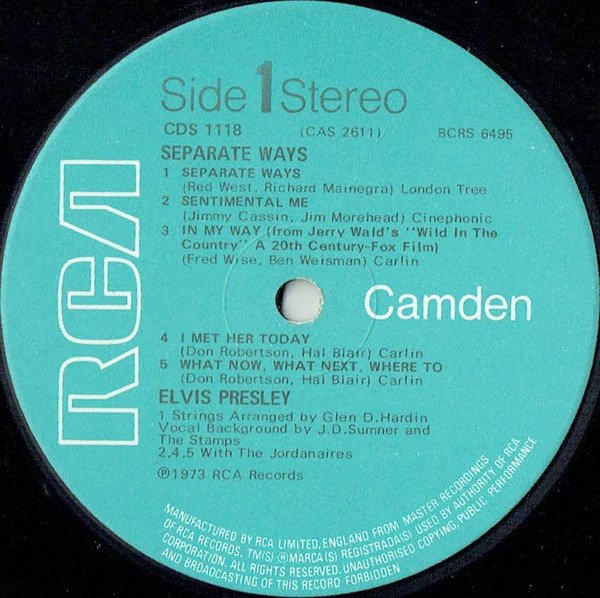 Side 1 Stereo
CDS 1118 (CAS 2611) BCRS 6495
SEPARATE WAYS
1 SEPARATE WAYS
(Red West, Richard Mainegra) London Tree
2 SENTIMENTAL ME
(Jimmy Cassin, Jim Morehead) Cinephonic
3 IN MY WAY (from Jerry Wald's "Wild In The
Country" A 20th Century-Fox Film)
(Fred Wise, Ben Weisman) Carlin
RCA
Camden
4 I MET HER TODAY
(Don Robertson, Hal Blair) Carlin
5 WHAT NOW, WHAT NEXT, WHERE TO
(Don Robertson, Hal Blair) Carlin
ELVIS PRESLEY
1 Strings Arranged by Glen D.Hardin
Vocal Background by J.D.Sumner and
The Stamps
2,4,5 With The Jordanaires
℗1973 RCA Records
MANUFACTURED BY RCA LIMITED, ENGLAND FROM MASTER RECORDINGS
OF RCA RECORDS, TM(S) ® MARCA(S) REGISTRADA(S) USED BY AUTHORITY OF RCA
CORPORATION. ALL RIGHTS RESERVED. UNAUTHORISED COPYING, PUBLIC PERFORMANCE
AND BROADCASTING OF THIS RECORD FORBIDDEN